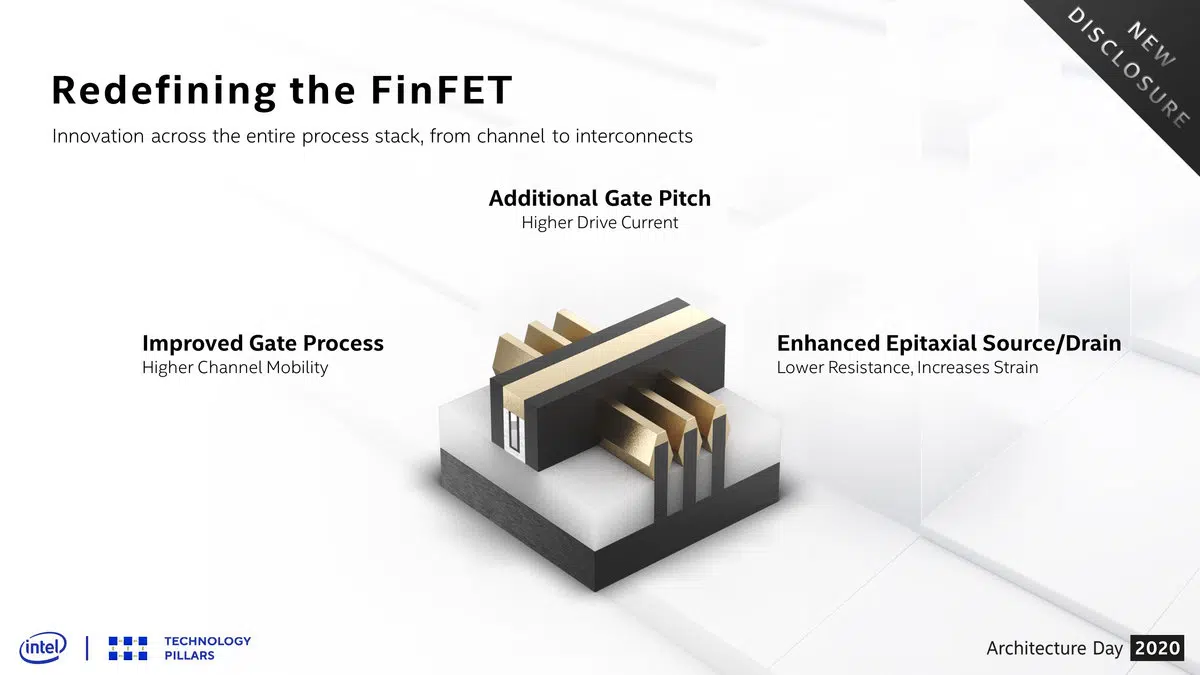 NEW
DISCLOSURE
Redefining the FinFET
Innovation across the entire process stack, from channel to interconnects
Additional Gate Pitch
Higher Drive Current
Improved Gate Process
Higher Channel Mobility
Enhanced Epitaxial Source/Drain
Lower Resistance, Increases Strain
intel
TECHNOLOGY
PILLARS
Architecture Day 2020